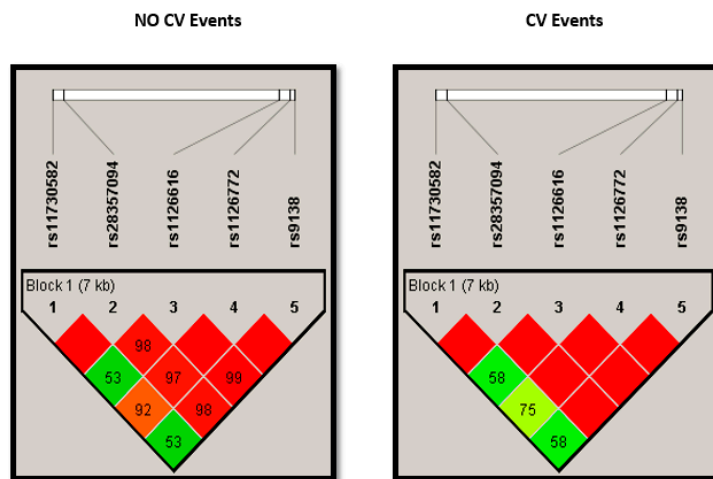 NO CV Events
rs11730582 rs28357094 rs1126616 rs1126772 rs9138
Block 1 (7 kb)
1 2 3 4 5
98
53 97 99
92 98
53
CV Events
rs11730582 rs28357094 rs1126616 rs1126772 rs9138
Block 1 (7 kb)
1 2 3 4 5
58
75
58